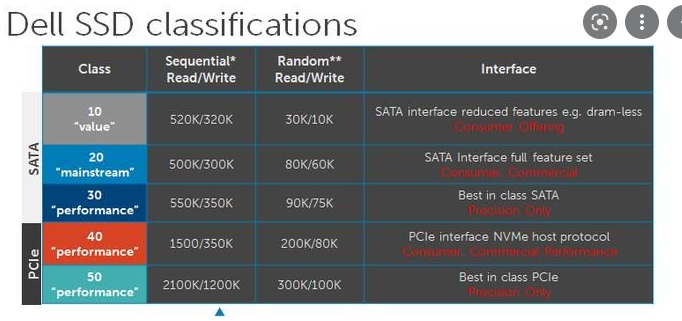 Dell SSD classifications
Class
Sequential*
Read/Write
Random**
Read/Write
Interface
SATA
10
"value"
520K/320K
30K/10K
SATA interface reduced features e.g. dram-less
Consumer Offering
20
"mainstream"
500K/300K
80K/60K
SATA Interface full feature set
Consumer, Commercial
30
"performance"
550K/350K
90K/75K
Best in class SATA
Precision Only
PCIe
40
"performance"
1500/350K
200K/80K
PCIe interface NVMe host protocol
Consumer, Commercial Performance
50
"performance"
2100K/1200K
300K/100K
Best in class PCIe
Precision Only